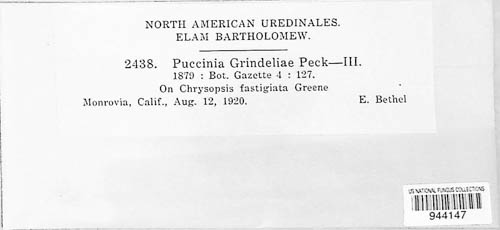 NORTH AMERICAN UREDINALES.
ELAM BARTHOLOMEW.
2438. Puccinia Grindeliae Peck—III.
1879 : Bot. Gazette 4 : 127.
On Chrysopsis fastigiata Greene
Monrovia, Calif., Aug. 12, 1920. E. Bethel
US NATIONAL FUNGUS COLLECTIONS
944147